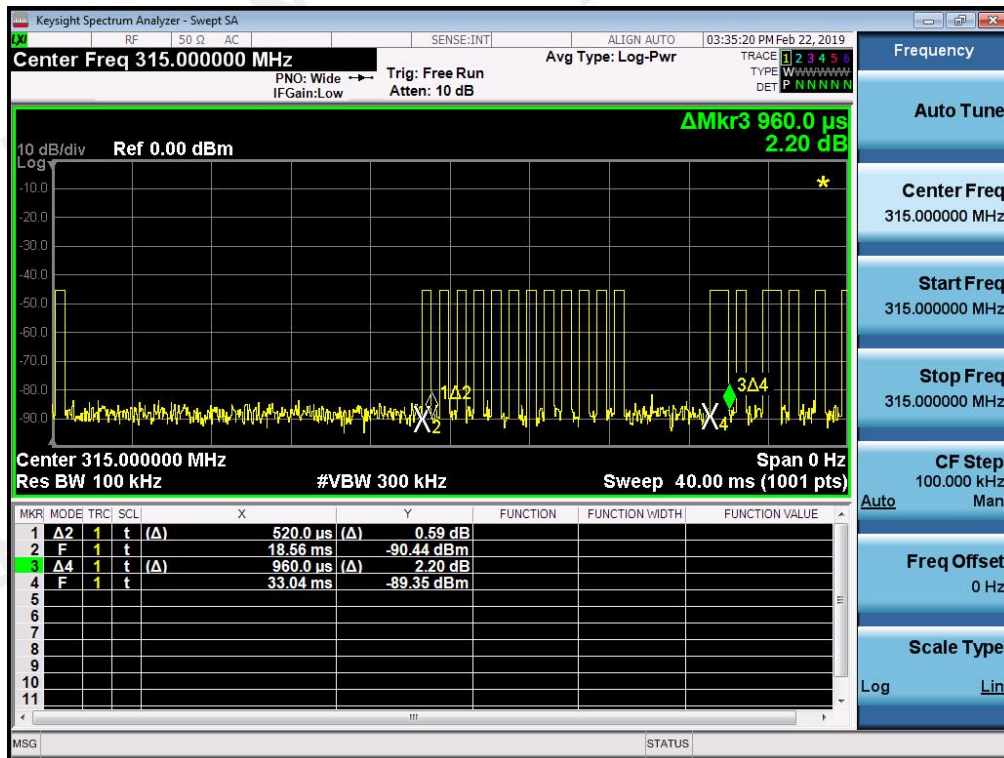 Keysight Spectrum Analyzer - Swept SA
LXI RF 50 Ω AC SENSE:INT ALIGN AUTO 03:35:20 PM Feb 22, 2019
Center Freq 315.000000 MHz
PNO: Wide
IFGain:Low
Trig: Free Run
Atten: 10 dB
Avg Type: Log-Pwr
TRACE 1 2 3 4 5 6
TYPE WWWWWW
DET P N N N N N
ΔMkr3 960.0 µs
2.20 dB
10 dB/div Ref 0.00 dBm
Log
-10.0
-20.0
-30.0
-40.0
-50.0
-60.0
-70.0
-80.0
-90.0
1Δ2
2
3Δ4
4
Center 315.000000 MHz Span 0 Hz
Res BW 100 kHz #VBW 300 kHz Sweep 40.00 ms (1001 pts)
MKR MODE TRC SCL X Y FUNCTION FUNCTION WIDTH FUNCTION VALUE
1 Δ2 1 t (Δ) 520.0 µs (Δ) 0.59 dB
2 F 1 t 18.56 ms -90.44 dBm
3 Δ4 1 t (Δ) 960.0 µs (Δ) 2.20 dB
4 F 1 t 33.04 ms -89.35 dBm
5
6
7
8
9
10
11
MSG STATUS
Frequency
Auto Tune
Center Freq
315.000000 MHz
Start Freq
315.000000 MHz
Stop Freq
315.000000 MHz
CF Step
100.000 kHz
Auto Man
Freq Offset
0 Hz
Scale Type
Log Lin